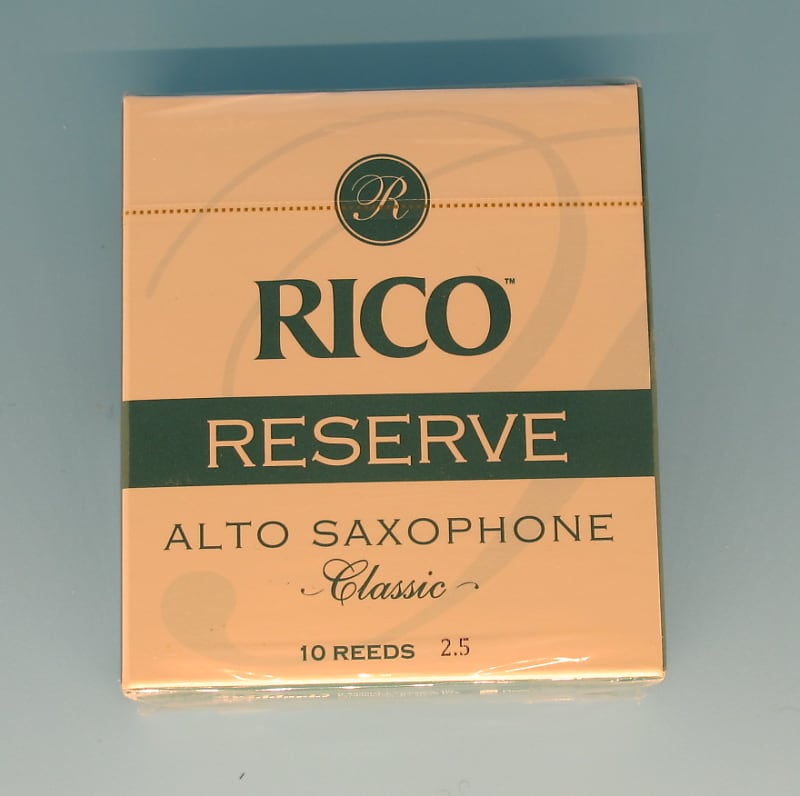 R
RICO™
RESERVE
ALTO SAXOPHONE
Classic
10 REEDS 2.5